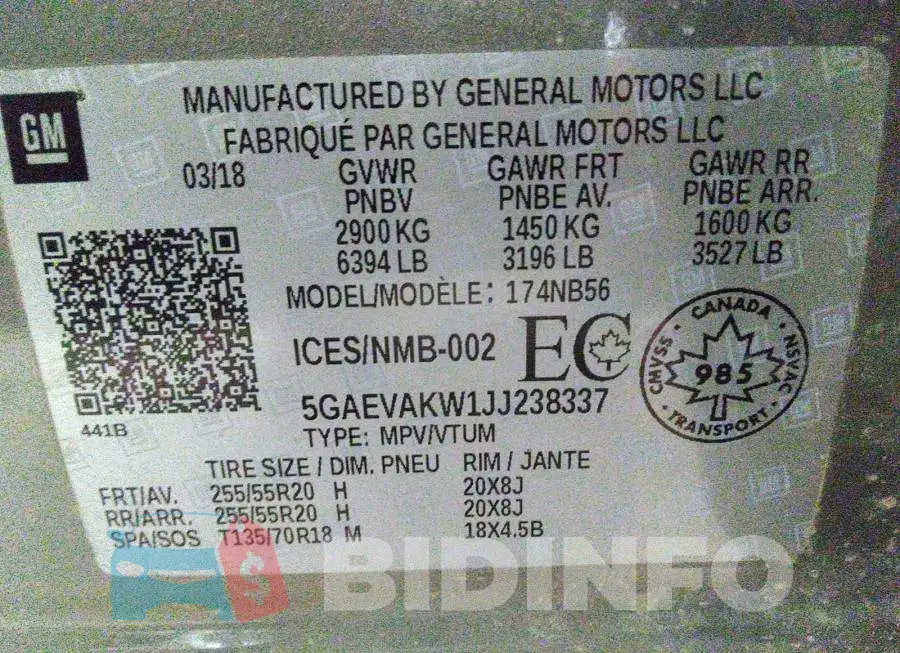 GM
MANUFACTURED BY GENERAL MOTORS LLC
FABRIQUÉ PAR GENERAL MOTORS LLC
03/18 GVWR GAWR FRT GAWR RR
PNBV PNBE AV. PNBE ARR.
2900 KG 1450 KG 1600 KG
6394 LB 3196 LB 3527 LB
MODEL/MODÈLE: 174NB56
ICES/NMB-002 EC
CANADA
CMVSS 985 NSVAC
TRANSPORT
5GAEVAKW1JJ238337
441B
TYPE: MPV/VTUM
TIRE SIZE / DIM. PNEU RIM / JANTE
FRT/AV. 255/55R20 H 20X8J
RR/ARR. 255/55R20 H 20X8J
SPA/SOS T135/70R18 M 18X4.5B
$ BIDINFO